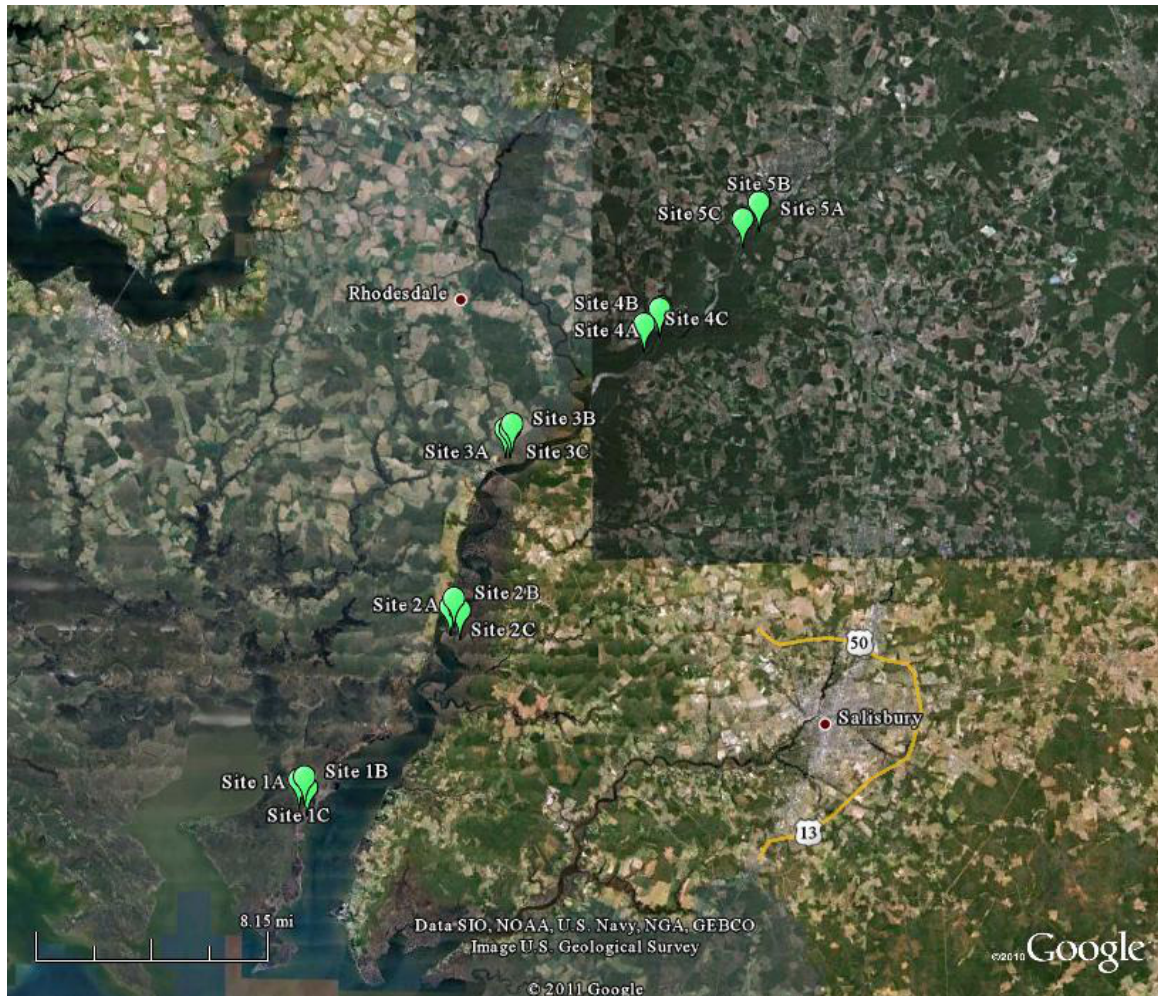 Site 5B
Site 5C
Site 5A
Rhodesdale
Site 4B
Site 4C
Site 4A
Site 3B
Site 3A
Site 3C
Site 2B
Site 2A
Site 2C
50
Salisbury
Site 1B
Site 1A
Site 1C
13
8.15 mi
Data SIO, NOAA, U.S. Navy, NGA, GEBCO
Image U.S. Geological Survey
©2010 Google
© 2011 Google